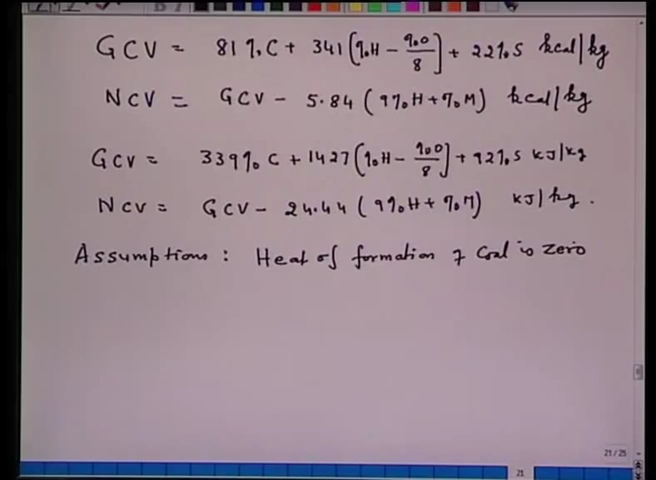 GCV = 81 %C + 341 [%H - %O/8] + 22%S kcal/kg
NCV = GCV - 5.84 (9%H + %M) kcal/kg
GCV = 339% C + 1427 [%H - %O/8] + 92%S kJ/kg
NCV = GCV - 24.44 (9%H + %M) kJ/kg.
Assumptions : Heat of formation of Coal is zero
21/25
21